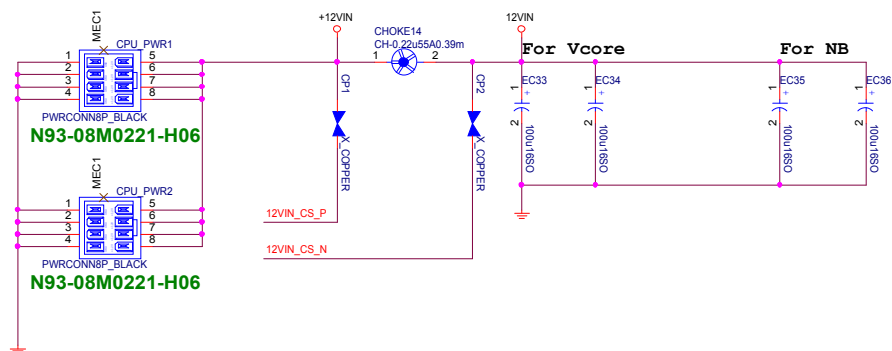 +12VIN
12VIN
MEC1
CPU_PWR1
1
2
3
4
5
6
7
8
PWRCONN8P_BLACK
N93-08M0221-H06
CHOKE14
CH-0.22u55A0.39m
1
2
For Vcore
For NB
CP1
X_COPPER
CP2
X_COPPER
EC33
1
+
2
100u16SO
EC34
1
+
2
100u16SO
EC35
1
+
2
100u16SO
EC36
1
+
2
100u16SO
MEC1
CPU_PWR2
1
2
3
4
5
6
7
8
PWRCONN8P_BLACK
N93-08M0221-H06
12VIN_CS_P
12VIN_CS_N